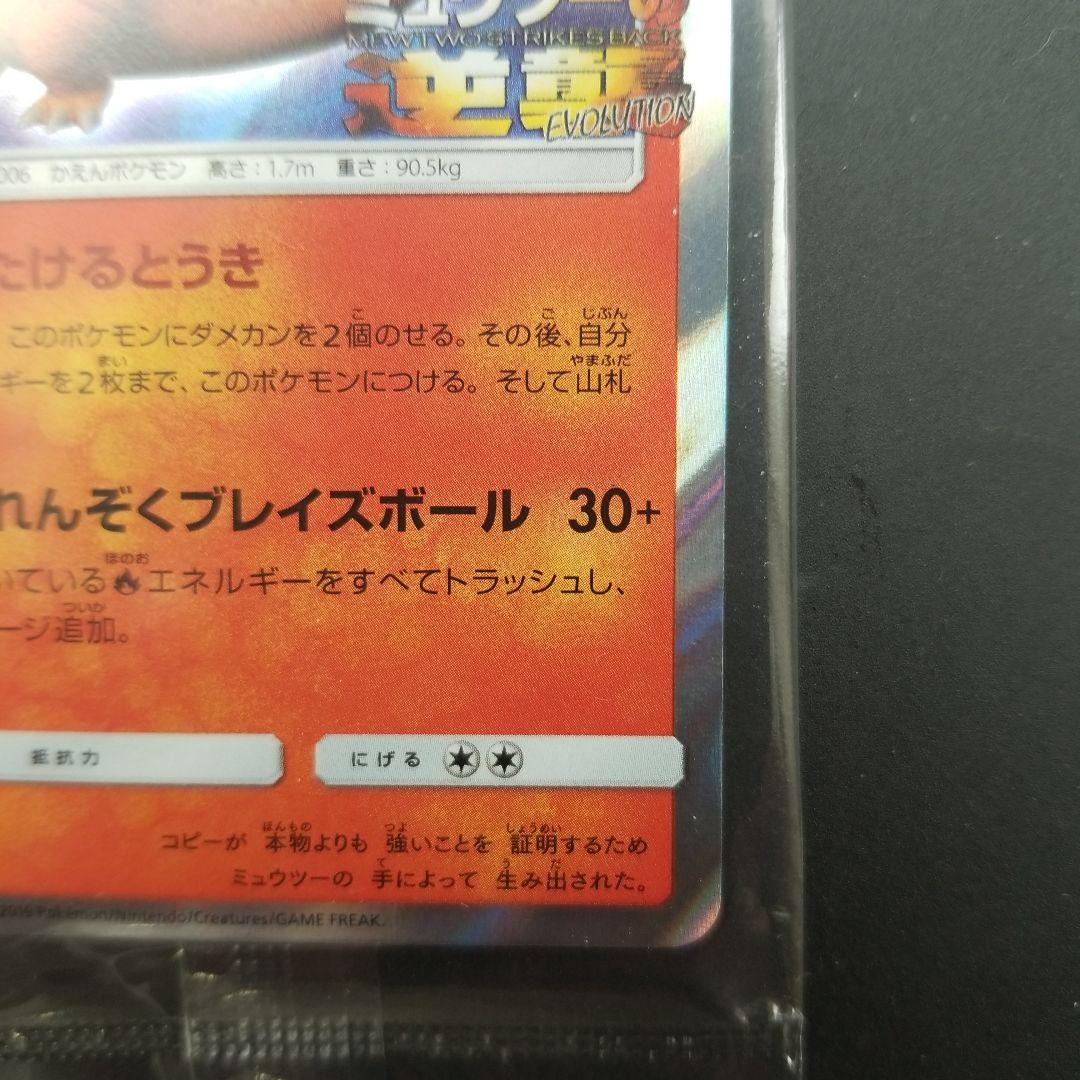 ミュウツーの
MEWTWO STRIKES BACK
逆襲
EVOLUTION
006 かえんポケモン 高さ：1.7m 重さ：90.5kg
たけるとうき
このポケモンにダメカンを2個のせる。その後、自分
ギーを2枚まで、このポケモンにつける。そして山札
れんぞくブレイズボール 30+
いている エネルギーをすべてトラッシュし、
ージ追加。
抵抗力
にげる
コピーが 本物よりも 強いことを 証明するため
ミュウツーの 手によって 生み出された。
2019 Pokémon/Nintendo/Creatures/GAME FREAK.